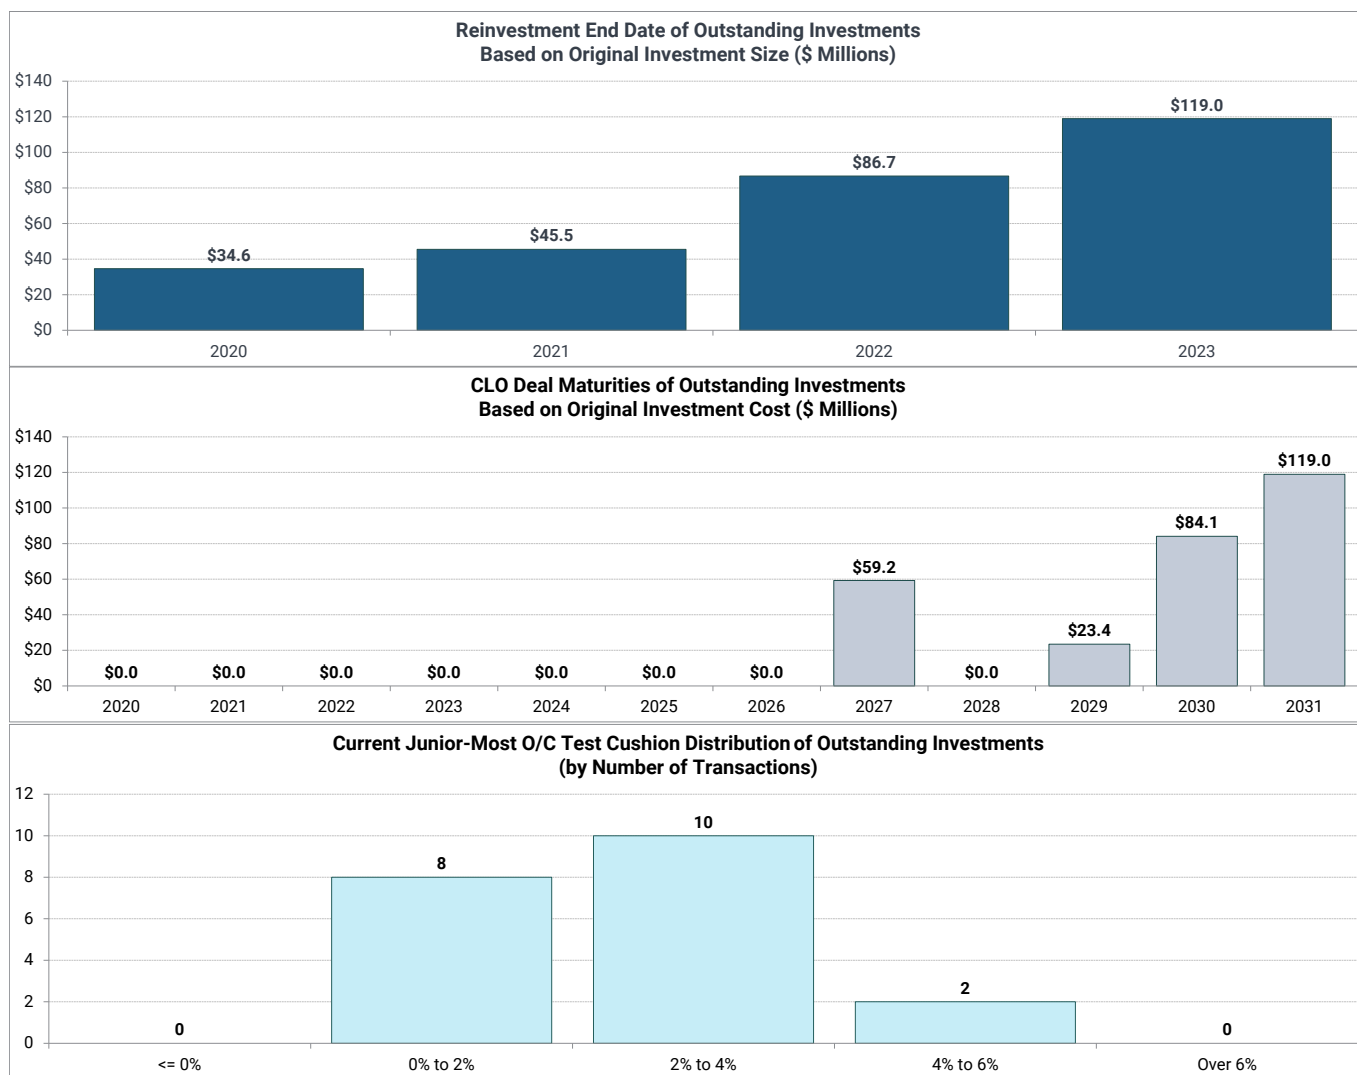 Reinvestment End Date of Outstanding Investments
Based on Original Investment Size ($ Millions)
$140
$120
$100
$80
$60
$40
$20
$0
$34.6
$45.5
$86.7
$119.0
2020 2021 2022 2023
CLO Deal Maturities of Outstanding Investments
Based on Original Investment Cost ($ Millions)
$140
$120
$100
$80
$60
$40
$20
$0
$0.0 $0.0 $0.0 $0.0 $0.0 $0.0 $0.0 $59.2 $0.0 $23.4 $84.1 $119.0
2020 2021 2022 2023 2024 2025 2026 2027 2028 2029 2030 2031
Current Junior-Most O/C Test Cushion Distribution of Outstanding Investments
(by Number of Transactions)
12
10
8
6
4
2
0
0 8 10 2 0
<= 0% 0% to 2% 2% to 4% 4% to 6% Over 6%